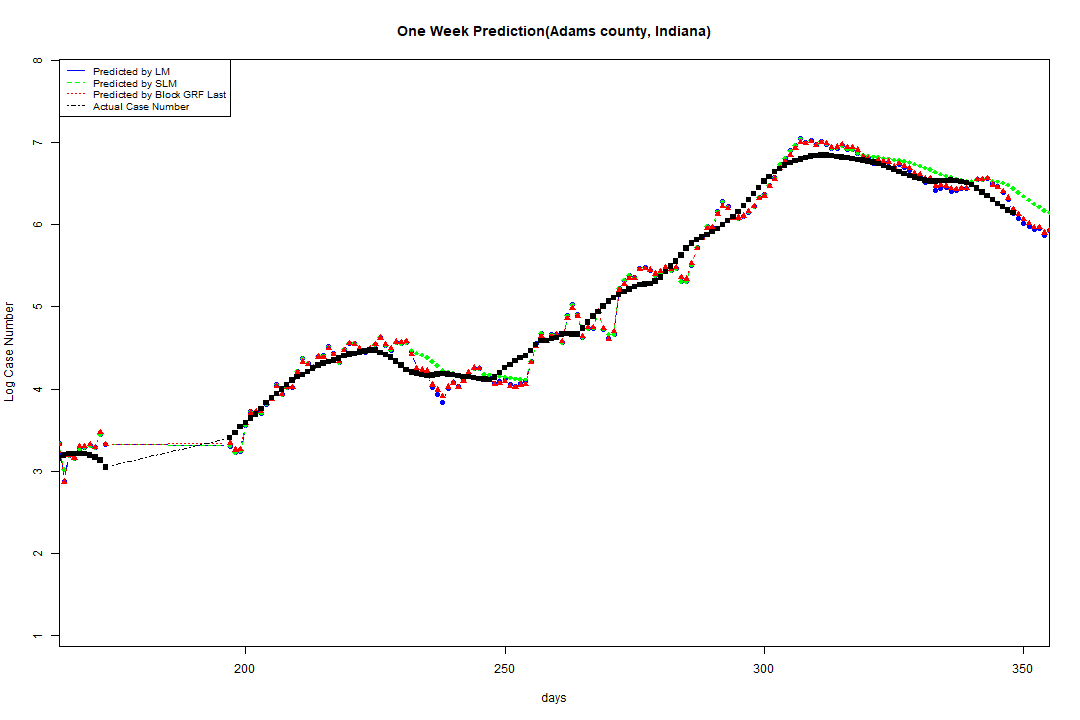 One Week Prediction(Adams county, Indiana)
Predicted by LM
Predicted by SLM
Predicted by Block GRF Last
Actual Case Number
8
7
6
5
4
3
2
1
Log Case Number
200 250 300 350
days